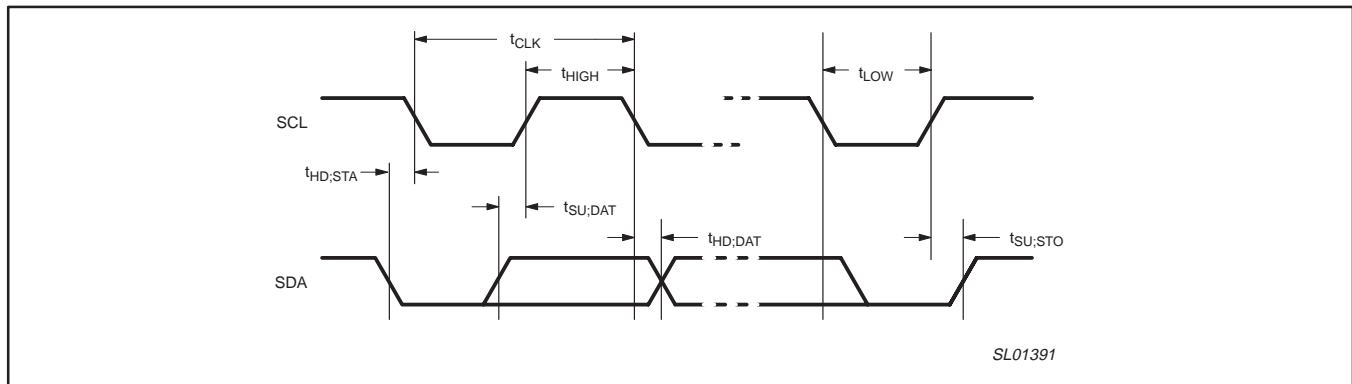 tCLK
tHIGH
tLOW
SCL
tHD;STA
tSU;DAT
tHD;DAT
tSU;STO
SDA
SL01391